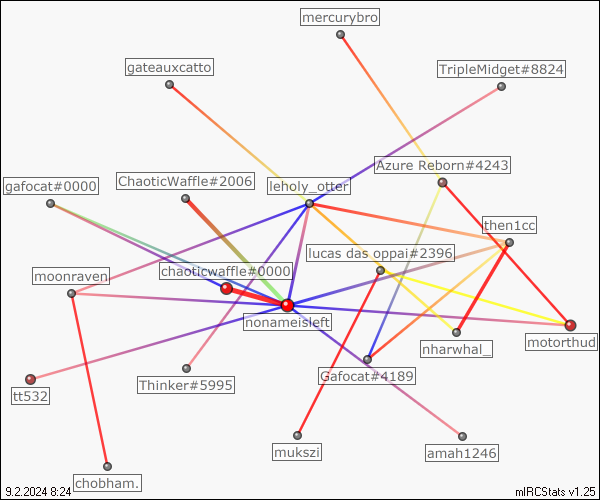 mercurybro
gateauxcatto
TripleMidget#8824
Azure Reborn#4243
ChaoticWaffle#2006
gafocat#0000
leholy_otter
then1cc
lucas das oppai#2396
chaoticwaffle#0000
moonraven
nonameisleft
nharwhal_
motorthud
Gafocat#4189
Thinker#5995
tt532
mukszi
amah1246
chobham.
9.2.2024 8:24
mIRCStats v1.25